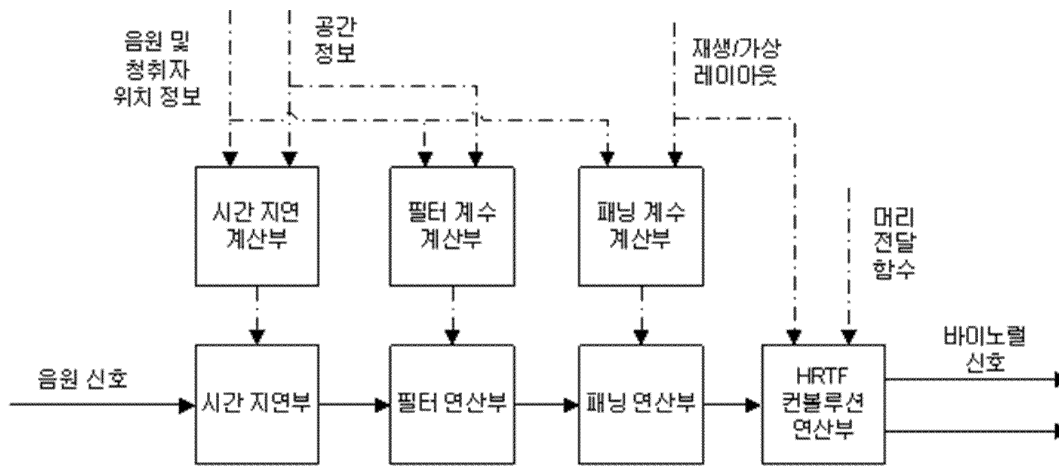 음원 및
청취자
위치 정보
공간
정보
재생/가상
레이아웃
시간 지연
계산부
필터 계수
계산부
패닝 계수
계산부
머리
전달
함수
음원 신호
시간 지연부
필터 연산부
패닝 연산부
HRTF
컨볼루션
연산부
바이노럴
신호